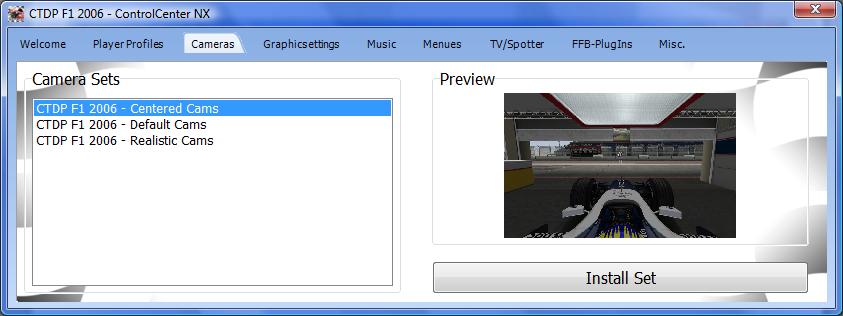 CTDP F1 2006 - ControlCenter NX
Welcome Player Profiles Cameras Graphicsettings Music Menues TV/Spotter FFB-PlugIns Misc.
Camera Sets
CTDP F1 2006 - Centered Cams
CTDP F1 2006 - Default Cams
CTDP F1 2006 - Realistic Cams
Preview
Install Set